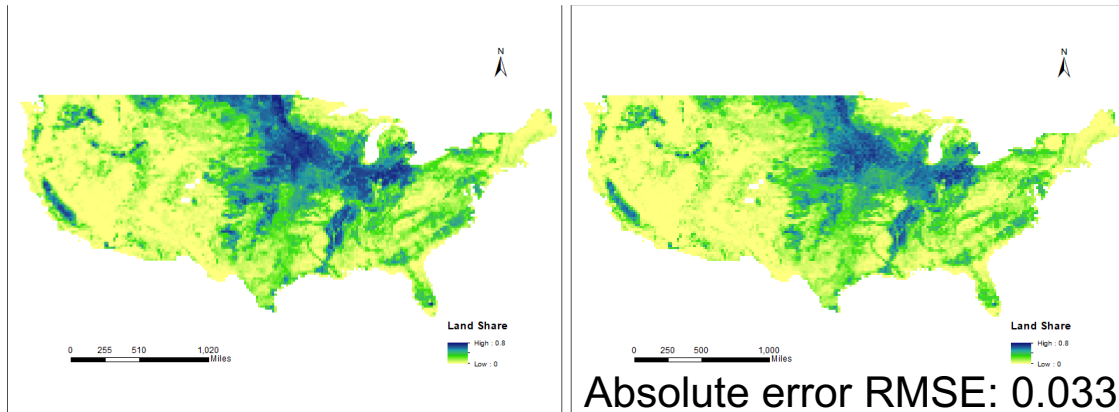 N
Land Share
High : 0.8
Low : 0
0 255 510 1,020
Miles
N
Land Share
High : 0.8
Low : 0
0 250 500 1,000
Miles
Absolute error RMSE: 0.033